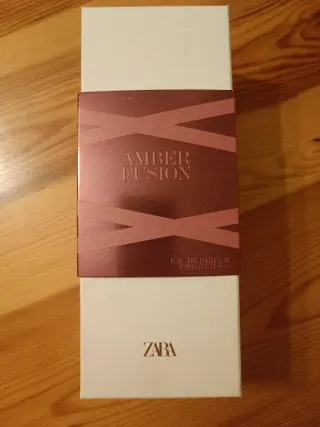 AMBER
FUSION
EAU DE PARFUM
ZARA